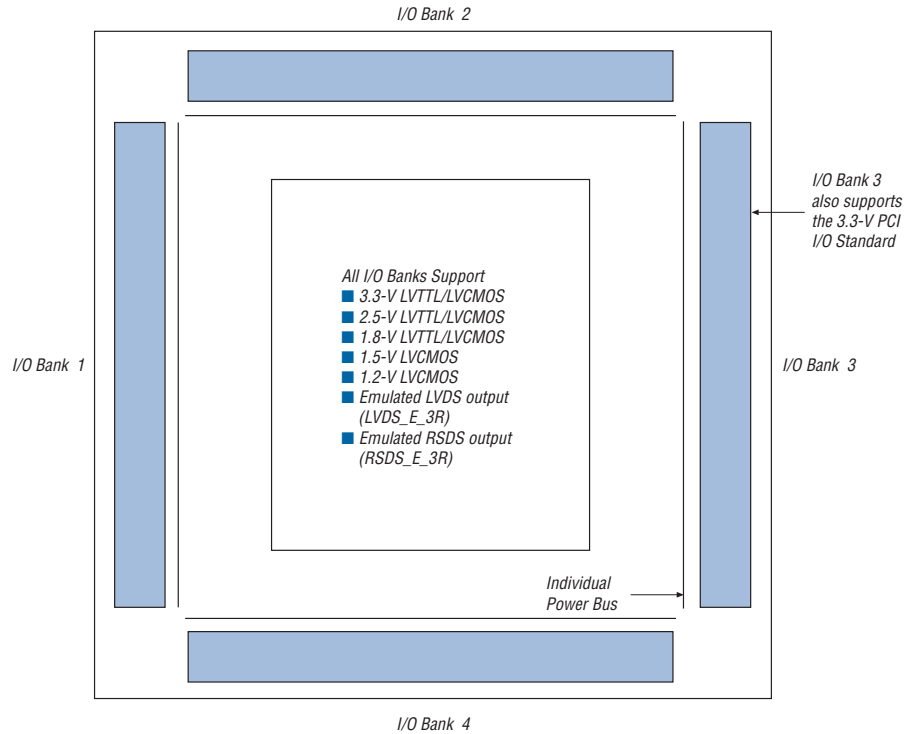 I/O Bank 2
I/O Bank 3
also supports
the 3.3-V PCI
I/O Standard
All I/O Banks Support
■ 3.3-V LVTTL/LVCMOS
■ 2.5-V LVTTL/LVCMOS
■ 1.8-V LVTTL/LVCMOS
■ 1.5-V LVCMOS
■ 1.2-V LVCMOS
■ Emulated LVDS output
(LVDS_E_3R)
■ Emulated RSDS output
(RSDS_E_3R)
I/O Bank 1
I/O Bank 3
Individual
Power Bus
I/O Bank 4